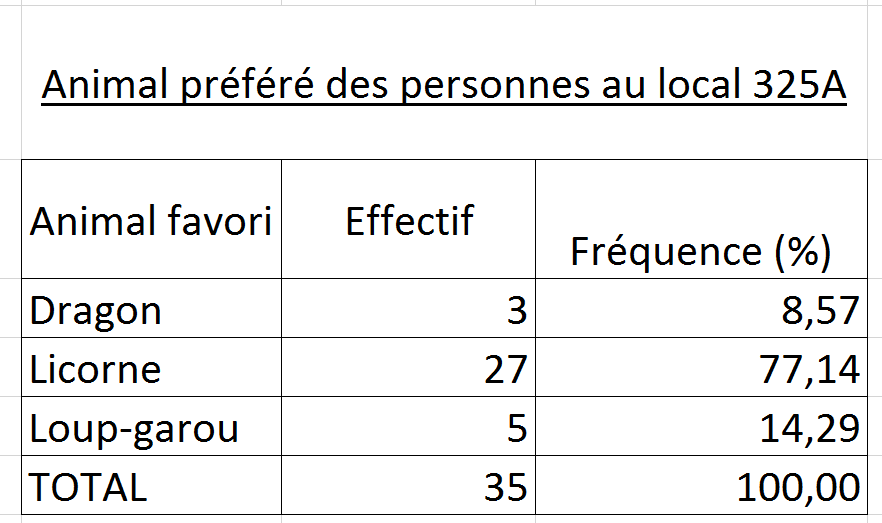 Animal préféré des personnes au local 325A
Animal favori Effectif Fréquence (%)
Dragon 3 8,57
Licorne 27 77,14
Loup-garou 5 14,29
TOTAL 35 100,00